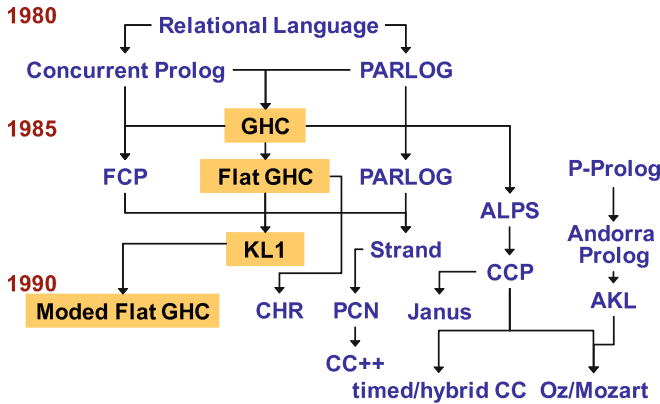 1980
Relational Language
Concurrent Prolog
PARLOG
1985
GHC
FCP
Flat GHC
PARLOG
P-Prolog
ALPS
KL1
Strand
Andorra
Prolog
CCP
1990
Moded Flat GHC
CHR
PCN
Janus
AKL
CC++
timed/hybrid CC
Oz/Mozart